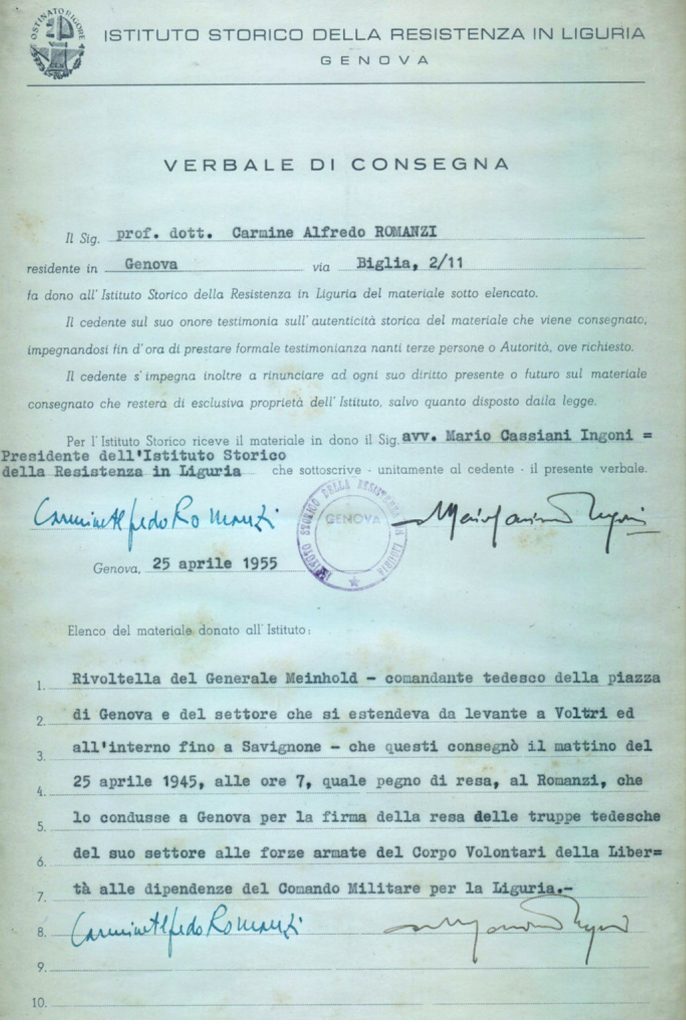 OSTINATO RIGORE
ISTITUTO STORICO DELLA RESISTENZA IN LIGURIA
GENOVA
VERBALE DI CONSEGNA
Il Sig. prof. dott. Carmine Alfredo ROMANZI
residente in Genova via Biglia, 2/11
fa dono all'Istituto Storico della Resistenza in Liguria del materiale sotto elencato.
Il cedente sul suo onore testimonia sull'autenticità storica del materiale che viene consegnato,
impegnandosi fin d'ora di prestare formale testimonianza nanti terze persone o Autorità, ove richiesto.
Il cedente s'impegna inoltre a rinunciare ad ogni suo diritto presente o futuro sul materiale
consegnato che resterà di esclusiva proprietà dell'Istituto, salvo quanto disposto dalla legge.
Per l'Istituto Storico riceve il materiale in dono il Sig. avv. Mario Cassiani Ingoni =
Presidente dell'Istituto Storico
della Resistenza in Liguria che sottoscrive - unitamente al cedente - il presente verbale.
Carmine Alfredo Romanzi
ISTITUTO STORICO DELLA RESISTENZA IN LIGURIA
GENOVA
Genova, 25 aprile 1955
Elenco del materiale donato all'Istituto:
1. Rivoltella del Generale Meinhold - comandante tedesco della piazza
2. di Genova e del settore che si estendeva da levante a Voltri ed
3. all'interno fino a Savignone - che questi consegnò il mattino del
4. 25 aprile 1945, alle ore 7, quale pegno di resa, al Romanzi, che
5. lo condusse a Genova per la firma della resa delle truppe tedesche
6. del suo settore alle forze armate del Corpo Volontari della Liber=
7. tà alle dipendenze del Comando Militare per la Liguria.-
8. Carmine Alfredo Romanzi
9.
10.